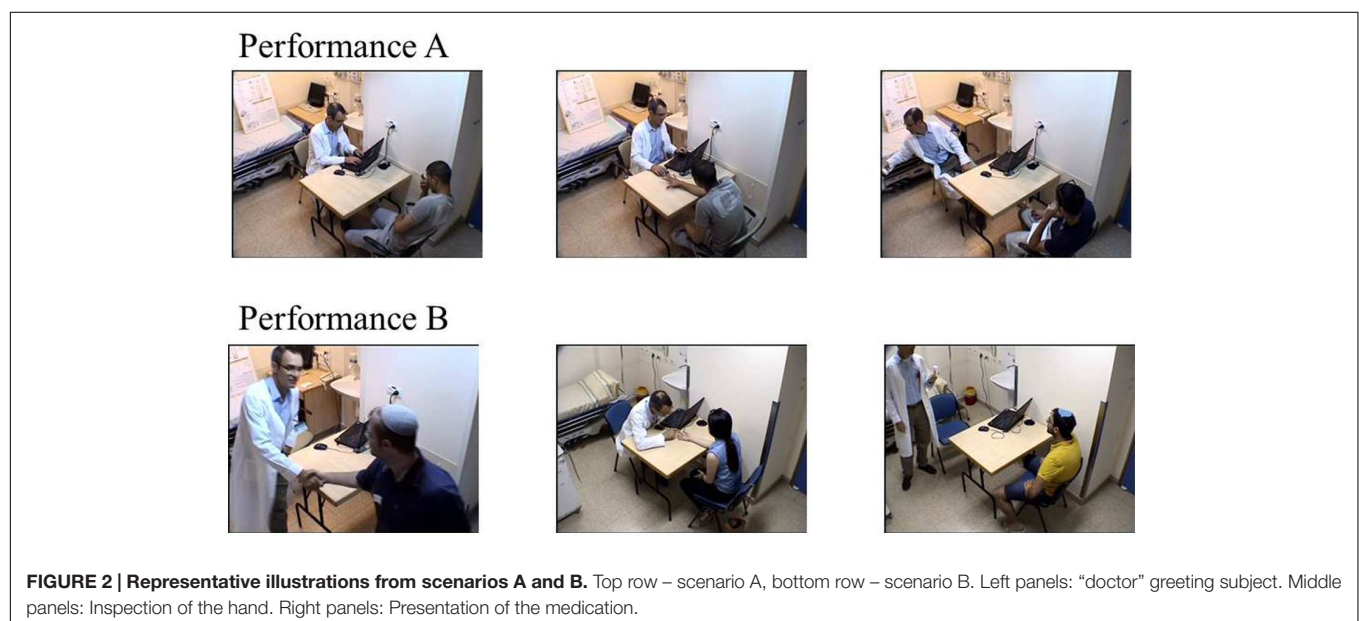 Performance A
Performance B
FIGURE 2 | Representative illustrations from scenarios A and B. Top row – scenario A, bottom row – scenario B. Left panels: “doctor” greeting subject. Middle
panels: Inspection of the hand. Right panels: Presentation of the medication.